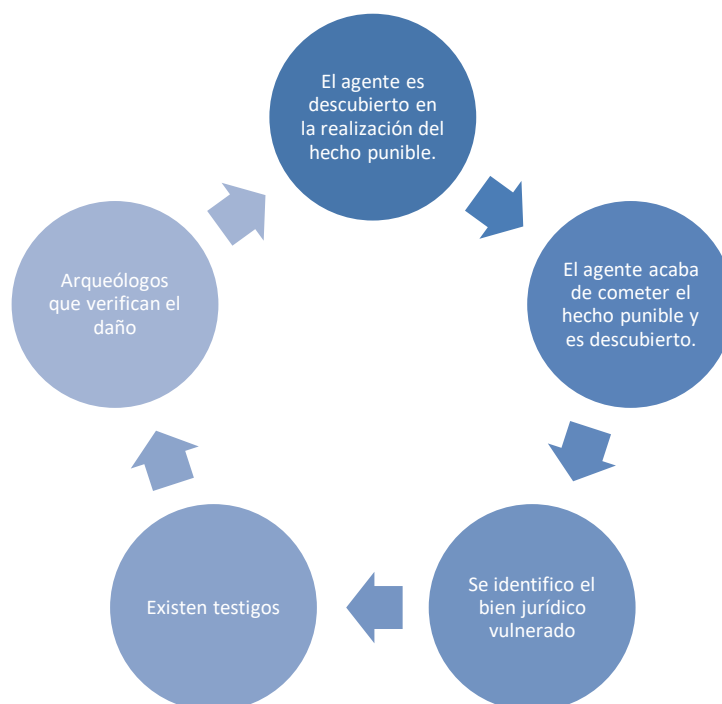 El agente es
descubierto en
la realización del
hecho punible.
El agente acaba
de cometer el
hecho punible y
es descubierto.
Se identifico el
bien jurídico
vulnerado
Existen testigos
Arqueólogos
que verifican el
daño